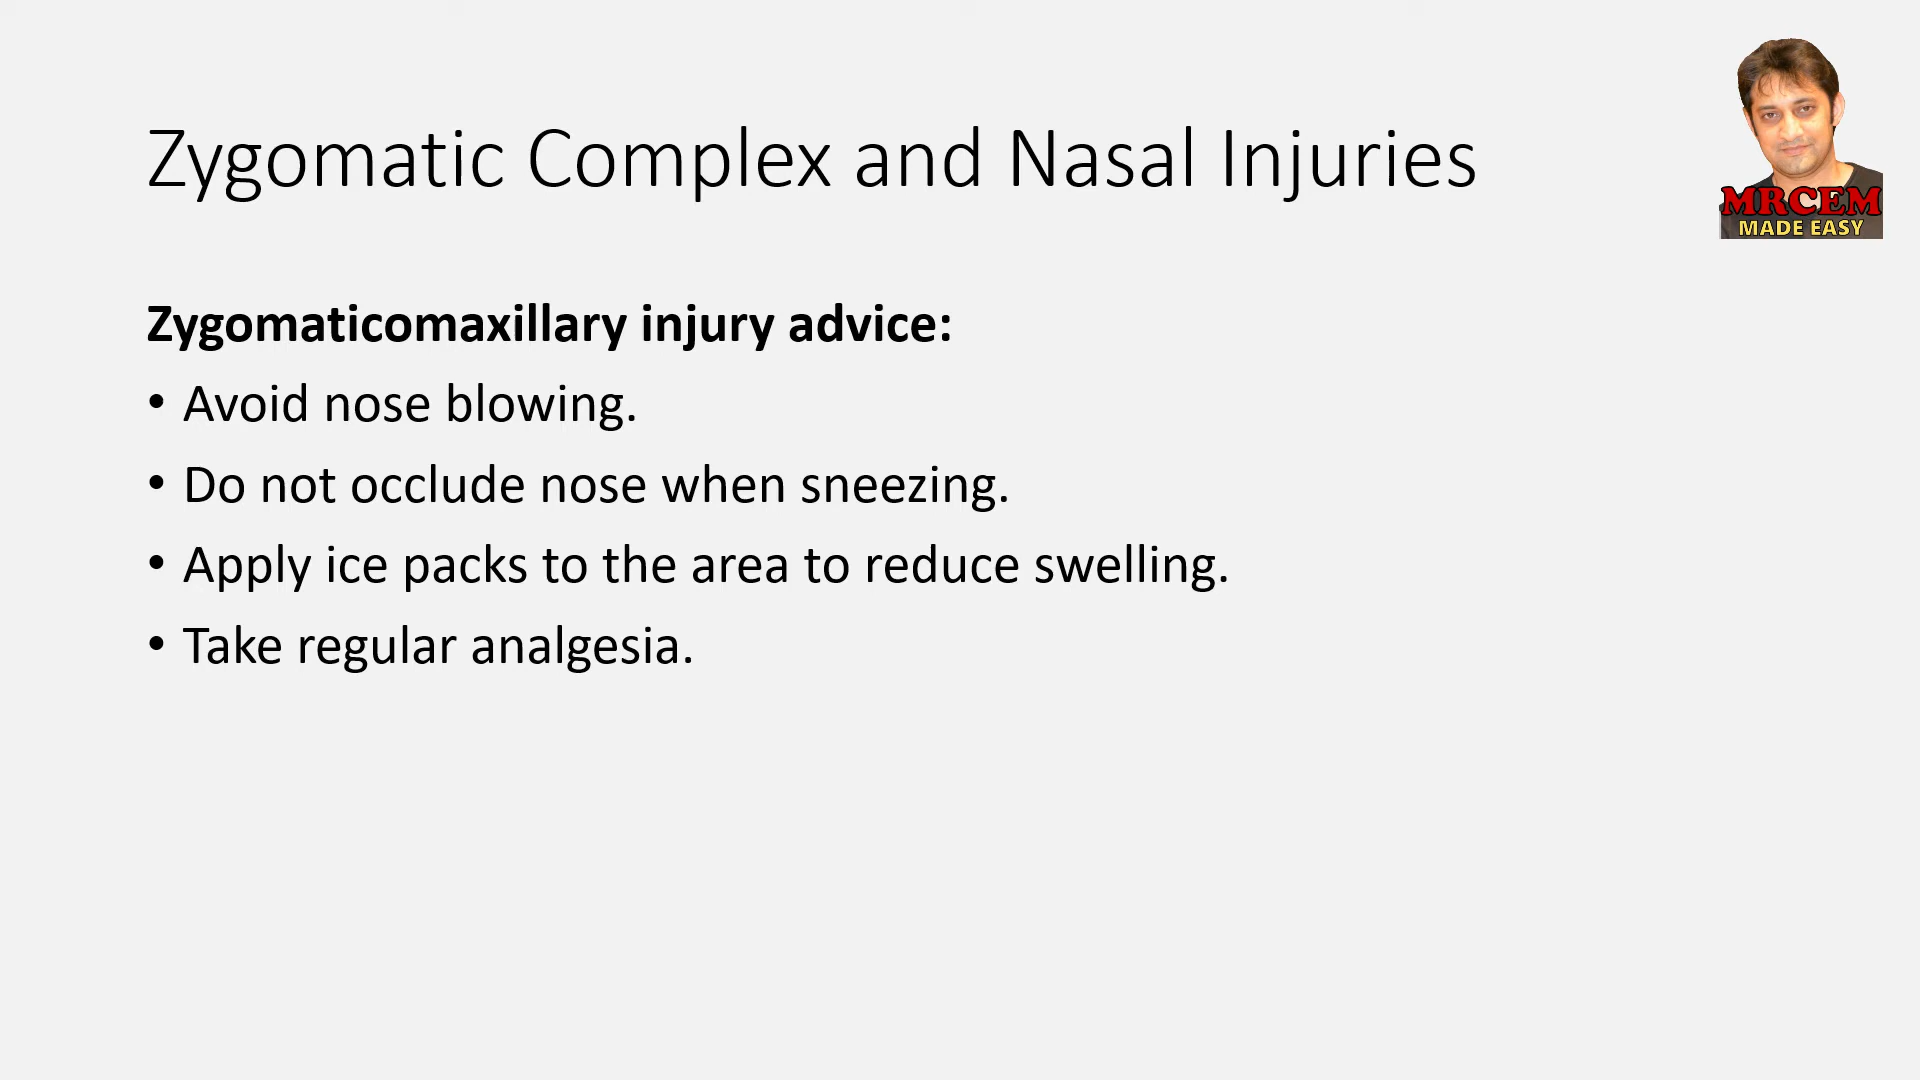 Zygomatic Complex and Nasal Injuries
MRCEM
MADE EASY
Zygomaticomaxillary injury advice:
• Avoid nose blowing.
• Do not occlude nose when sneezing.
• Apply ice packs to the area to reduce swelling.
• Take regular analgesia.